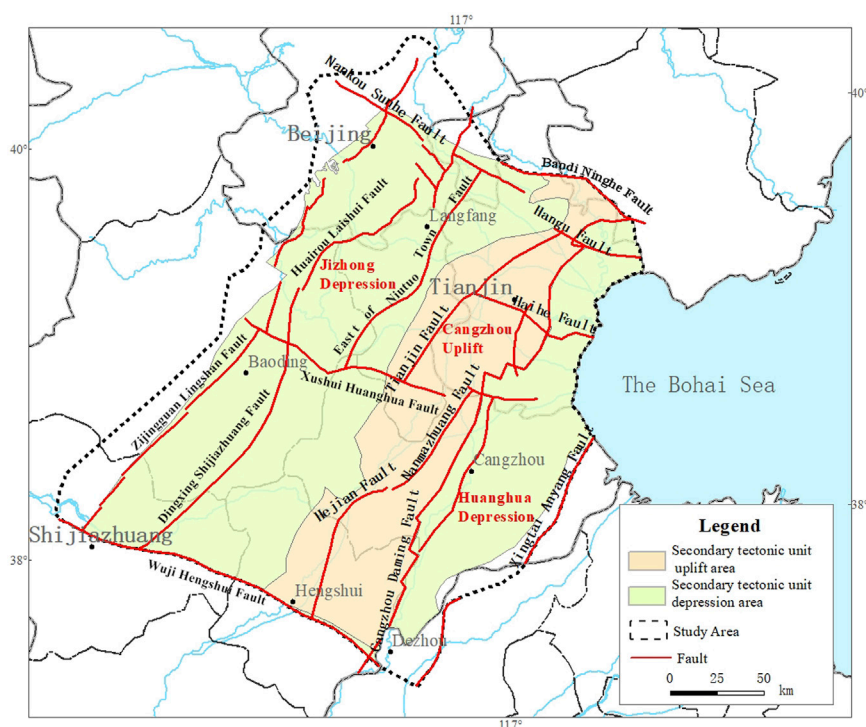 117°
40°
40°
Nankou Sunhe Fault
Beijing
Baodi Ninghe Fault
Huairou Laishui Fault
Langfang
Ilangu Fault
Jizhong
Depression
Eastt of Niutuo Town Fault
Tianjin
Haihe Fault
Cangzhou
Uplift
Tianjin Fault
The Bohai Sea
Zijingguan Lingshan Fault
Baoding
Xushui Huanghua Fault
Dingxing Shijiazhuang Fault
Nanmazhuang Fault
Cangzhou
Hejian Fault
Huanghua
Depression
Xingtai Anyang Fault
38°
38°
Shijiazhuang
Wuji Hengshui Fault
Hengshui
Cangzhou Daming Fault
Dezhou
Legend
Secondary tectonic unit
uplift area
Secondary tectonic unit
depression area
Study Area
Fault
0 25 50
km
117°